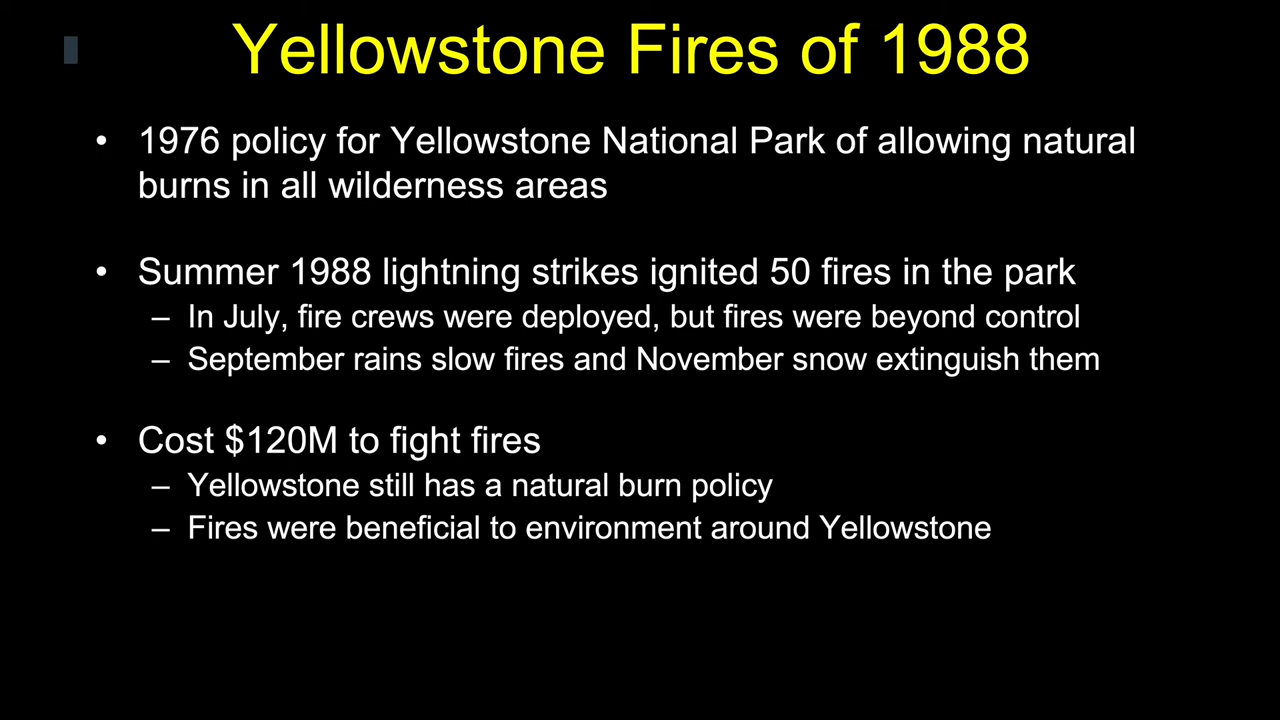 Yellowstone Fires of 1988
• 1976 policy for Yellowstone National Park of allowing natural
burns in all wilderness areas
• Summer 1988 lightning strikes ignited 50 fires in the park
– In July, fire crews were deployed, but fires were beyond control
– September rains slow fires and November snow extinguish them
• Cost $120M to fight fires
– Yellowstone still has a natural burn policy
– Fires were beneficial to environment around Yellowstone